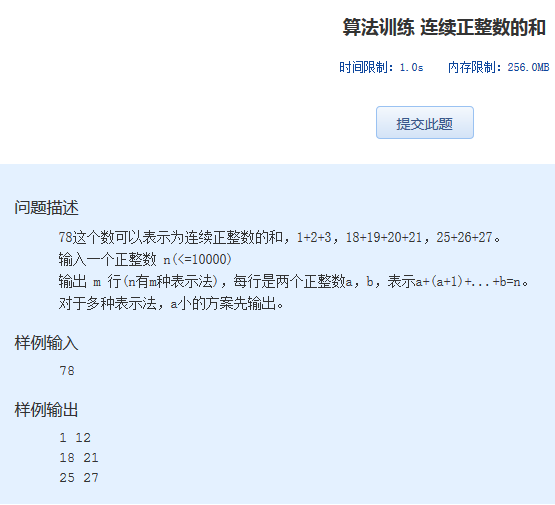 算法训练 连续正整数的和
时间限制：1.0s 内存限制：256.0MB
提交此题
问题描述
78这个数可以表示为连续正整数的和，1+2+3，18+19+20+21，25+26+27。
输入一个正整数 n(<=10000)
输出 m 行(n有m种表示法)，每行是两个正整数a，b，表示a+(a+1)+...+b=n。
对于多种表示法，a小的方案先输出。
样例输入
78
样例输出
1 12
18 21
25 27